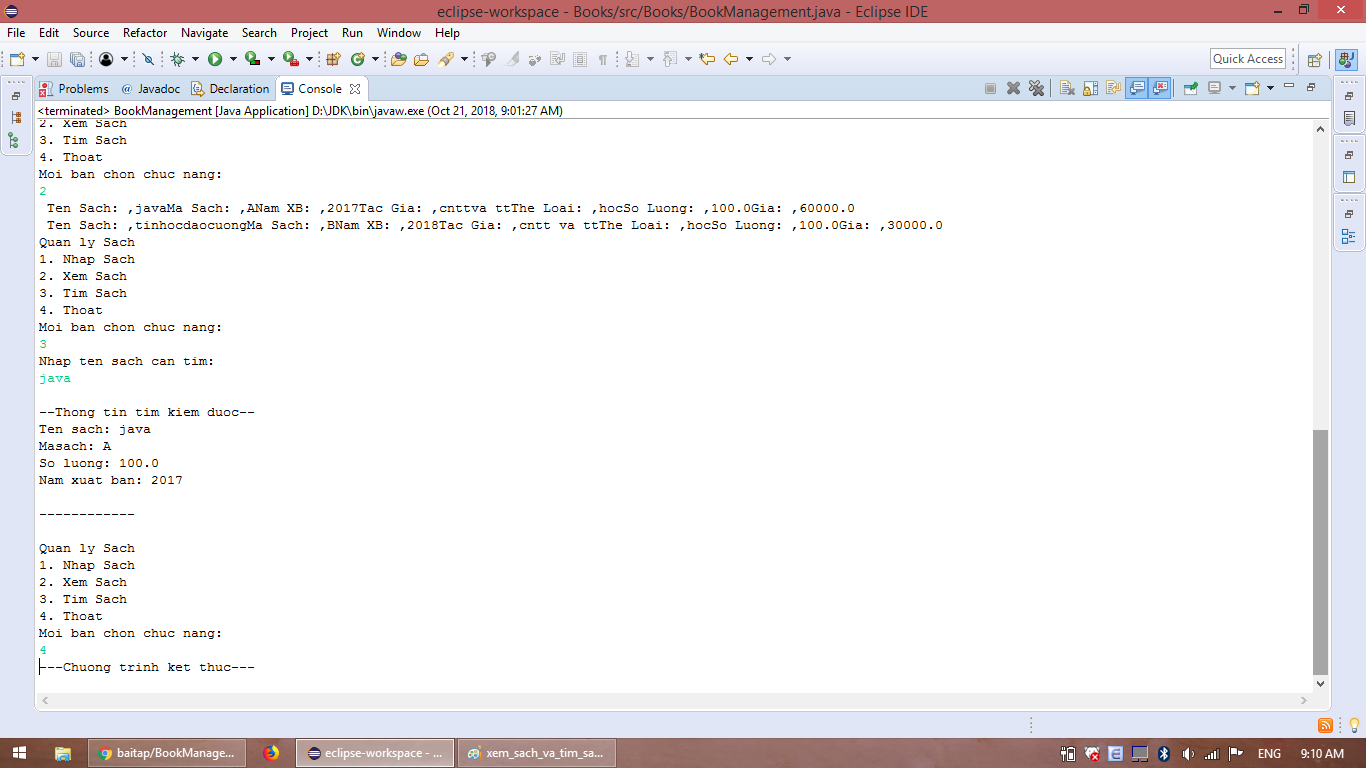 eclipse-workspace - Books/src/Books/BookManagement.java - Eclipse IDE
File Edit Source Refactor Navigate Search Project Run Window Help
Quick Access
Problems @ Javadoc Declaration Console
<terminated> BookManagement [Java Application] D:\JDK\bin\javaw.exe (Oct 21, 2018, 9:01:27 AM)
2. Xem Sach
3. Tim Sach
4. Thoat
Moi ban chon chuc nang:
2
Ten Sach: ,javaMa Sach: ,ANam XB: ,2017Tac Gia: ,cnttva ttThe Loai: ,hocSo Luong: ,100.0Gia: ,60000.0
Ten Sach: ,tinhocdaocuongMa Sach: ,BNam XB: ,2018Tac Gia: ,cntt va ttThe Loai: ,hocSo Luong: ,100.0Gia: ,30000.0
Quan ly Sach
1. Nhap Sach
2. Xem Sach
3. Tim Sach
4. Thoat
Moi ban chon chuc nang:
3
Nhap ten sach can tim:
java
--Thong tin tim kiem duoc--
Ten sach: java
Masach: A
So luong: 100.0
Nam xuat ban: 2017
------------
Quan ly Sach
1. Nhap Sach
2. Xem Sach
3. Tim Sach
4. Thoat
Moi ban chon chuc nang:
4
---Chuong trinh ket thuc---
baitap/BookManage... eclipse-workspace - ... xem_sach_va_tim_sa... ENG 9:10 AM